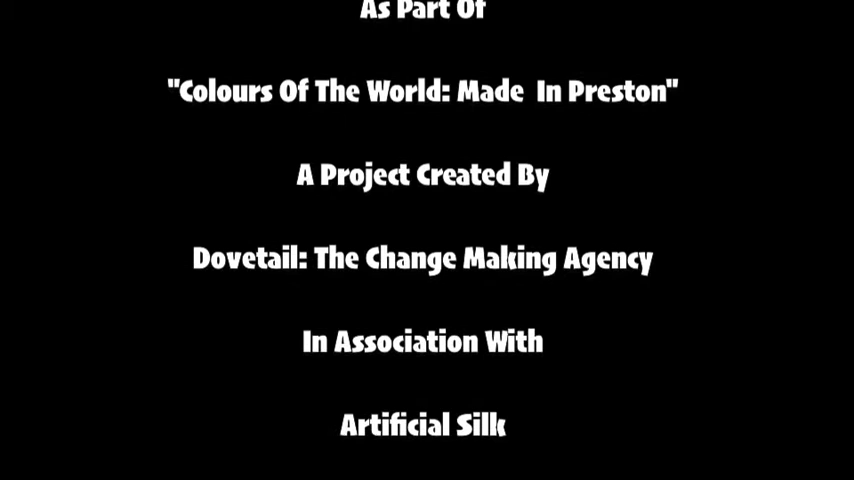 As Part Of
"Colours Of The World: Made  In Preston"
A Project Created By
Dovetail: The Change Making Agency
In Association With
Artificial Silk